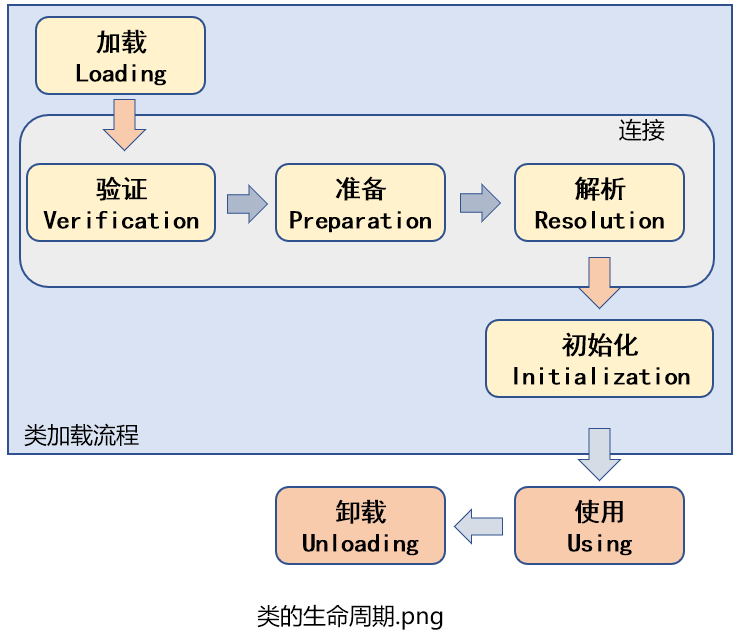 加载
Loading
连接
验证
Verification
准备
Preparation
解析
Resolution
初始化
Initialization
类加载流程
卸载
Unloading
使用
Using
类的生命周期.png